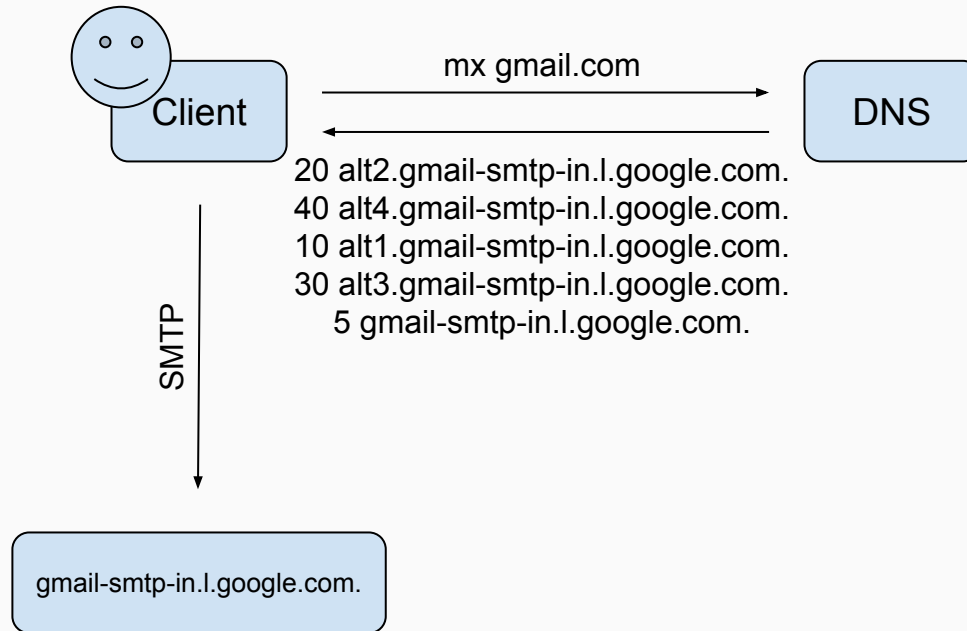 Client
mx gmail.com
DNS
20 alt2.gmail-smtp-in.l.google.com.
40 alt4.gmail-smtp-in.l.google.com.
10 alt1.gmail-smtp-in.l.google.com.
30 alt3.gmail-smtp-in.l.google.com.
5 gmail-smtp-in.l.google.com.
SMTP
gmail-smtp-in.l.google.com.